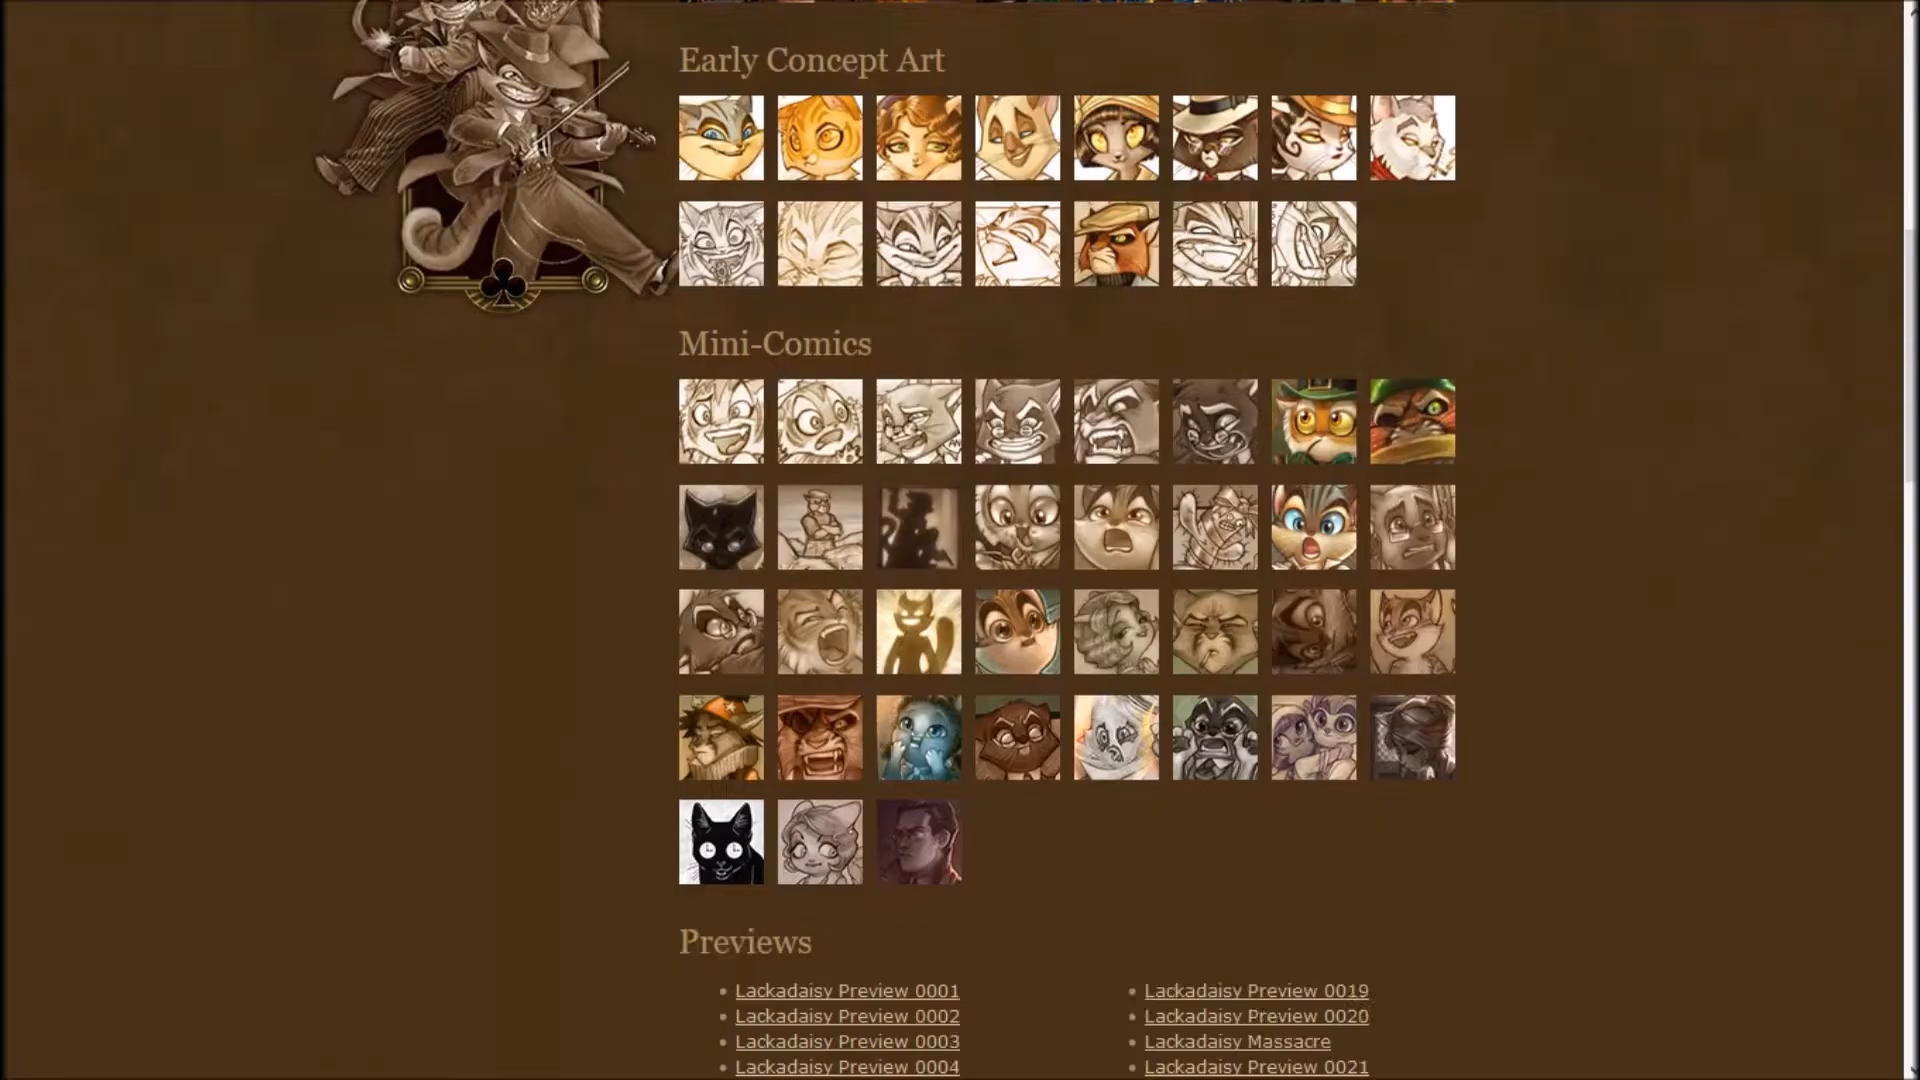 Early Concept Art
Mini-Comics
Previews
Lackadaisy Preview 0001
Lackadaisy Preview 0002
Lackadaisy Preview 0003
Lackadaisy Preview 0004
Lackadaisy Preview 0019
Lackadaisy Preview 0020
Lackadaisy Massacre
Lackadaisy Preview 0021